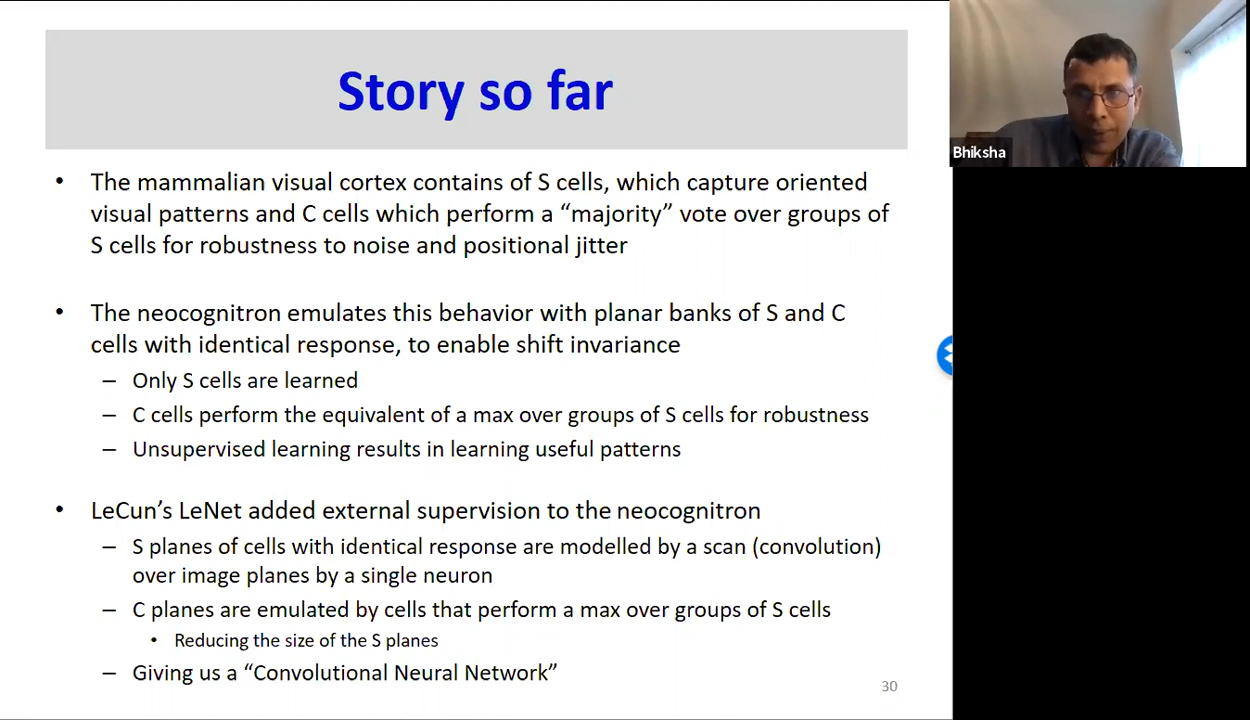 Story so far
• The mammalian visual cortex contains of S cells, which capture oriented
visual patterns and C cells which perform a “majority” vote over groups of
S cells for robustness to noise and positional jitter
• The neocognitron emulates this behavior with planar banks of S and C
cells with identical response, to enable shift invariance
– Only S cells are learned
– C cells perform the equivalent of a max over groups of S cells for robustness
– Unsupervised learning results in learning useful patterns
• LeCun’s LeNet added external supervision to the neocognitron
– S planes of cells with identical response are modelled by a scan (convolution)
over image planes by a single neuron
– C planes are emulated by cells that perform a max over groups of S cells
• Reducing the size of the S planes
– Giving us a “Convolutional Neural Network”
30
Bhiksha